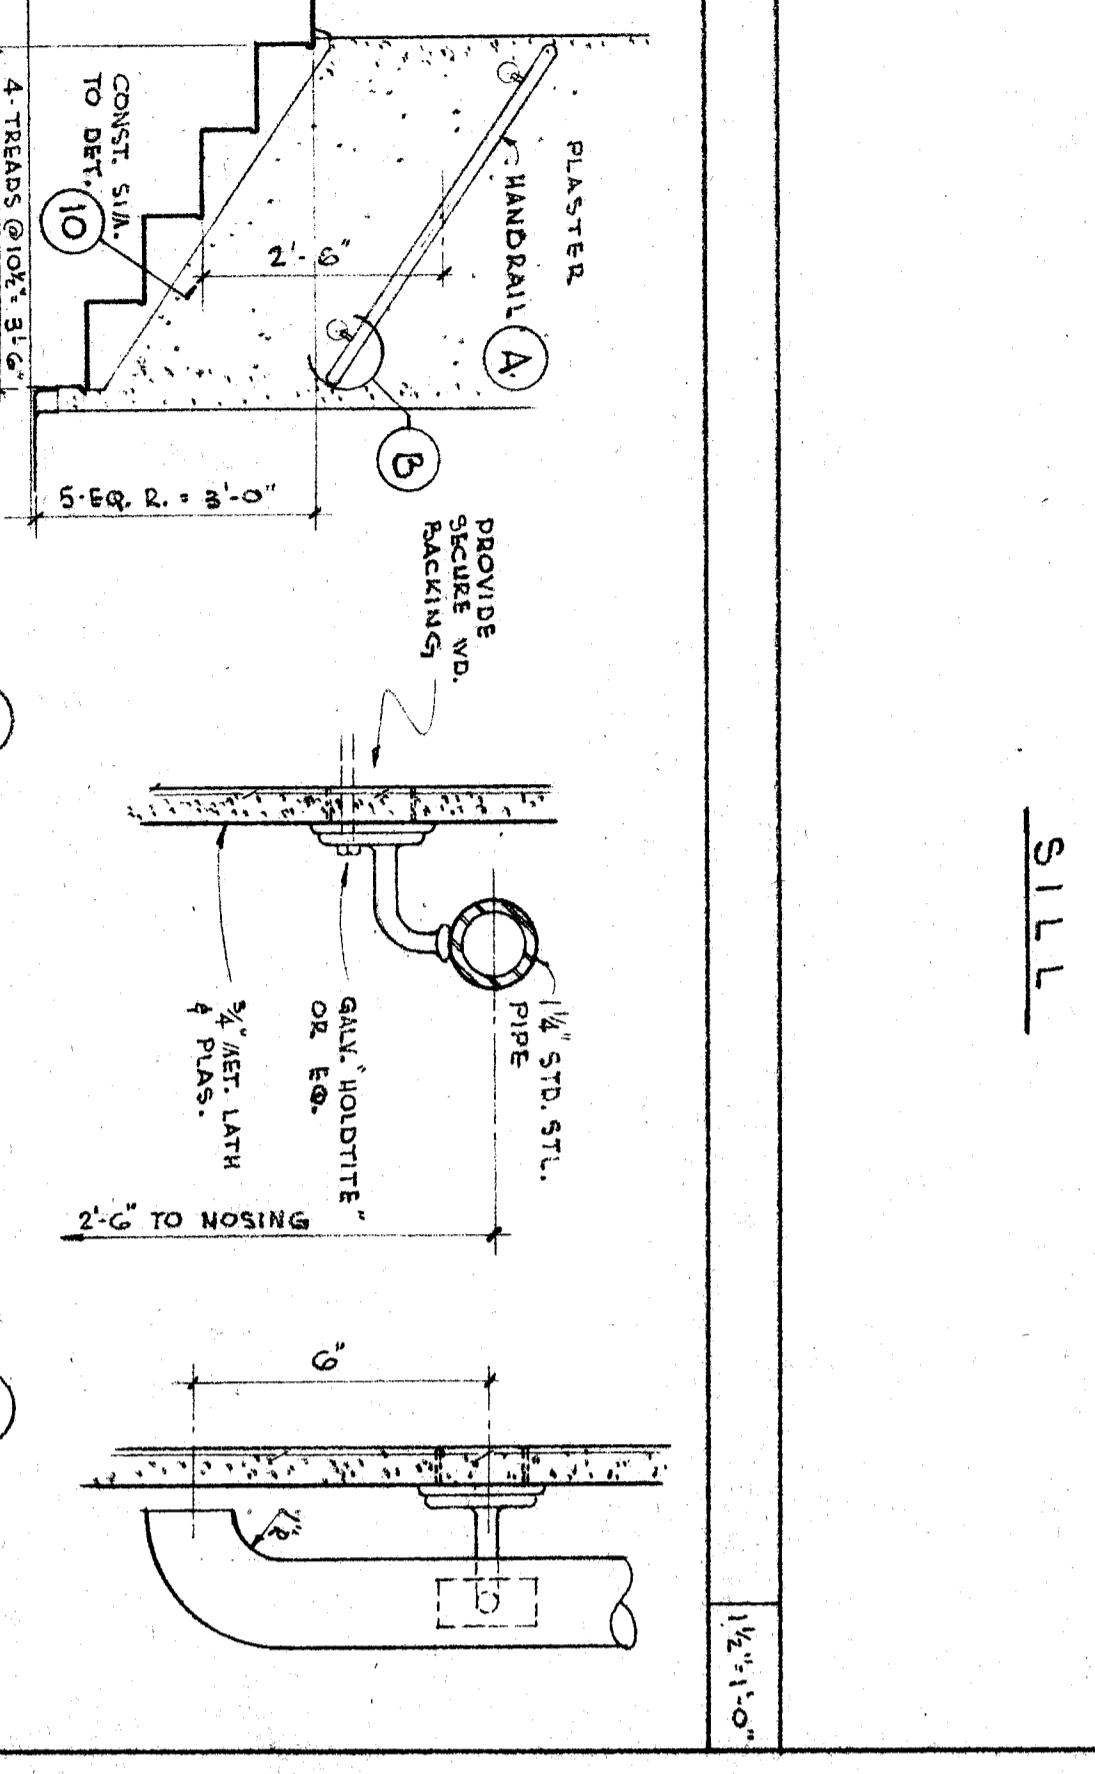 SILL
1½" = 1'-0"
PLASTER
HANDRAIL
A
B
2'-6"
CONST. SIM.
TO DET.
10
4-TREADS @ 10½" = 3'-6"
5-EQ. R. = 3'-0"
PROVIDE
SECURE WD.
BACKING
1¼" STD. STL.
PIPE
GALV. "HOLDTITE"
OR EQ.
¾" MET. LATH
& PLAS.
2'-6" TO NOSING
6"